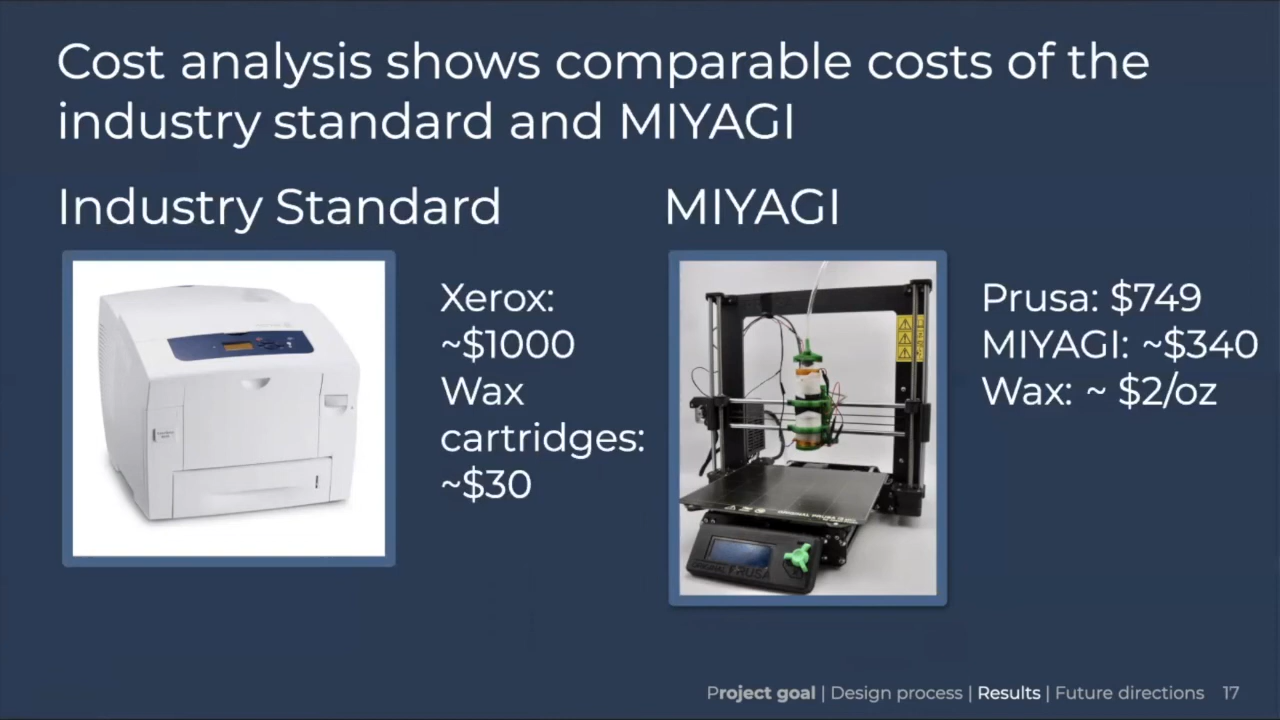 Cost analysis shows comparable costs of the
industry standard and MIYAGI
Industry Standard
Xerox:
~$1000
Wax
cartridges:
~$30
MIYAGI
Prusa: $749
MIYAGI: ~$340
Wax: ~ $2/oz
Project goal | Design process | Results | Future directions 17